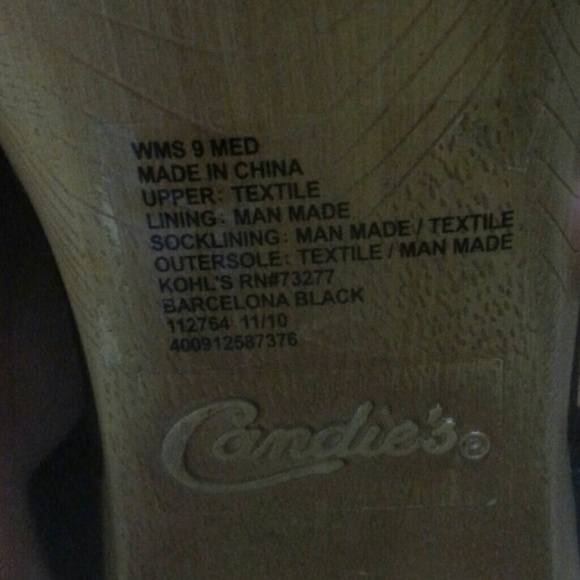 WMS 9 MED
MADE IN CHINA
UPPER: TEXTILE
LINING: MAN MADE
SOCKLINING: MAN MADE / TEXTILE
OUTERSOLE: TEXTILE / MAN MADE
KOHL'S RN#73277
BARCELONA BLACK
112764 11/10
400912587376
Candie's®